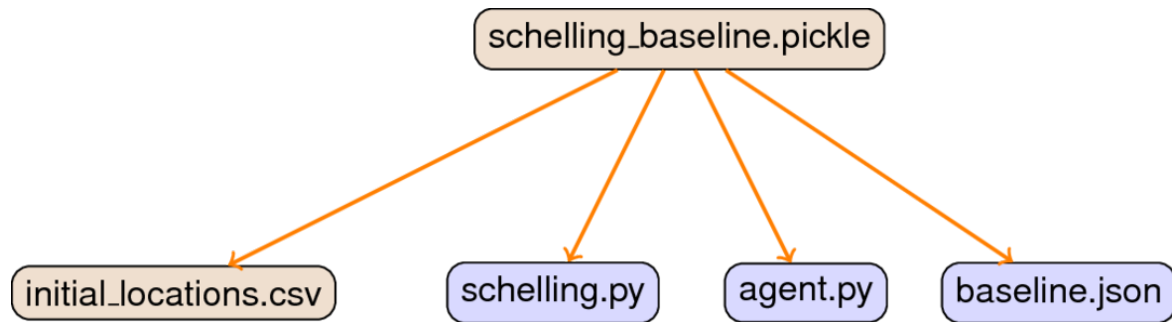 schelling_baseline.pickle
initial_locations.csv
schelling.py
agent.py
baseline.json